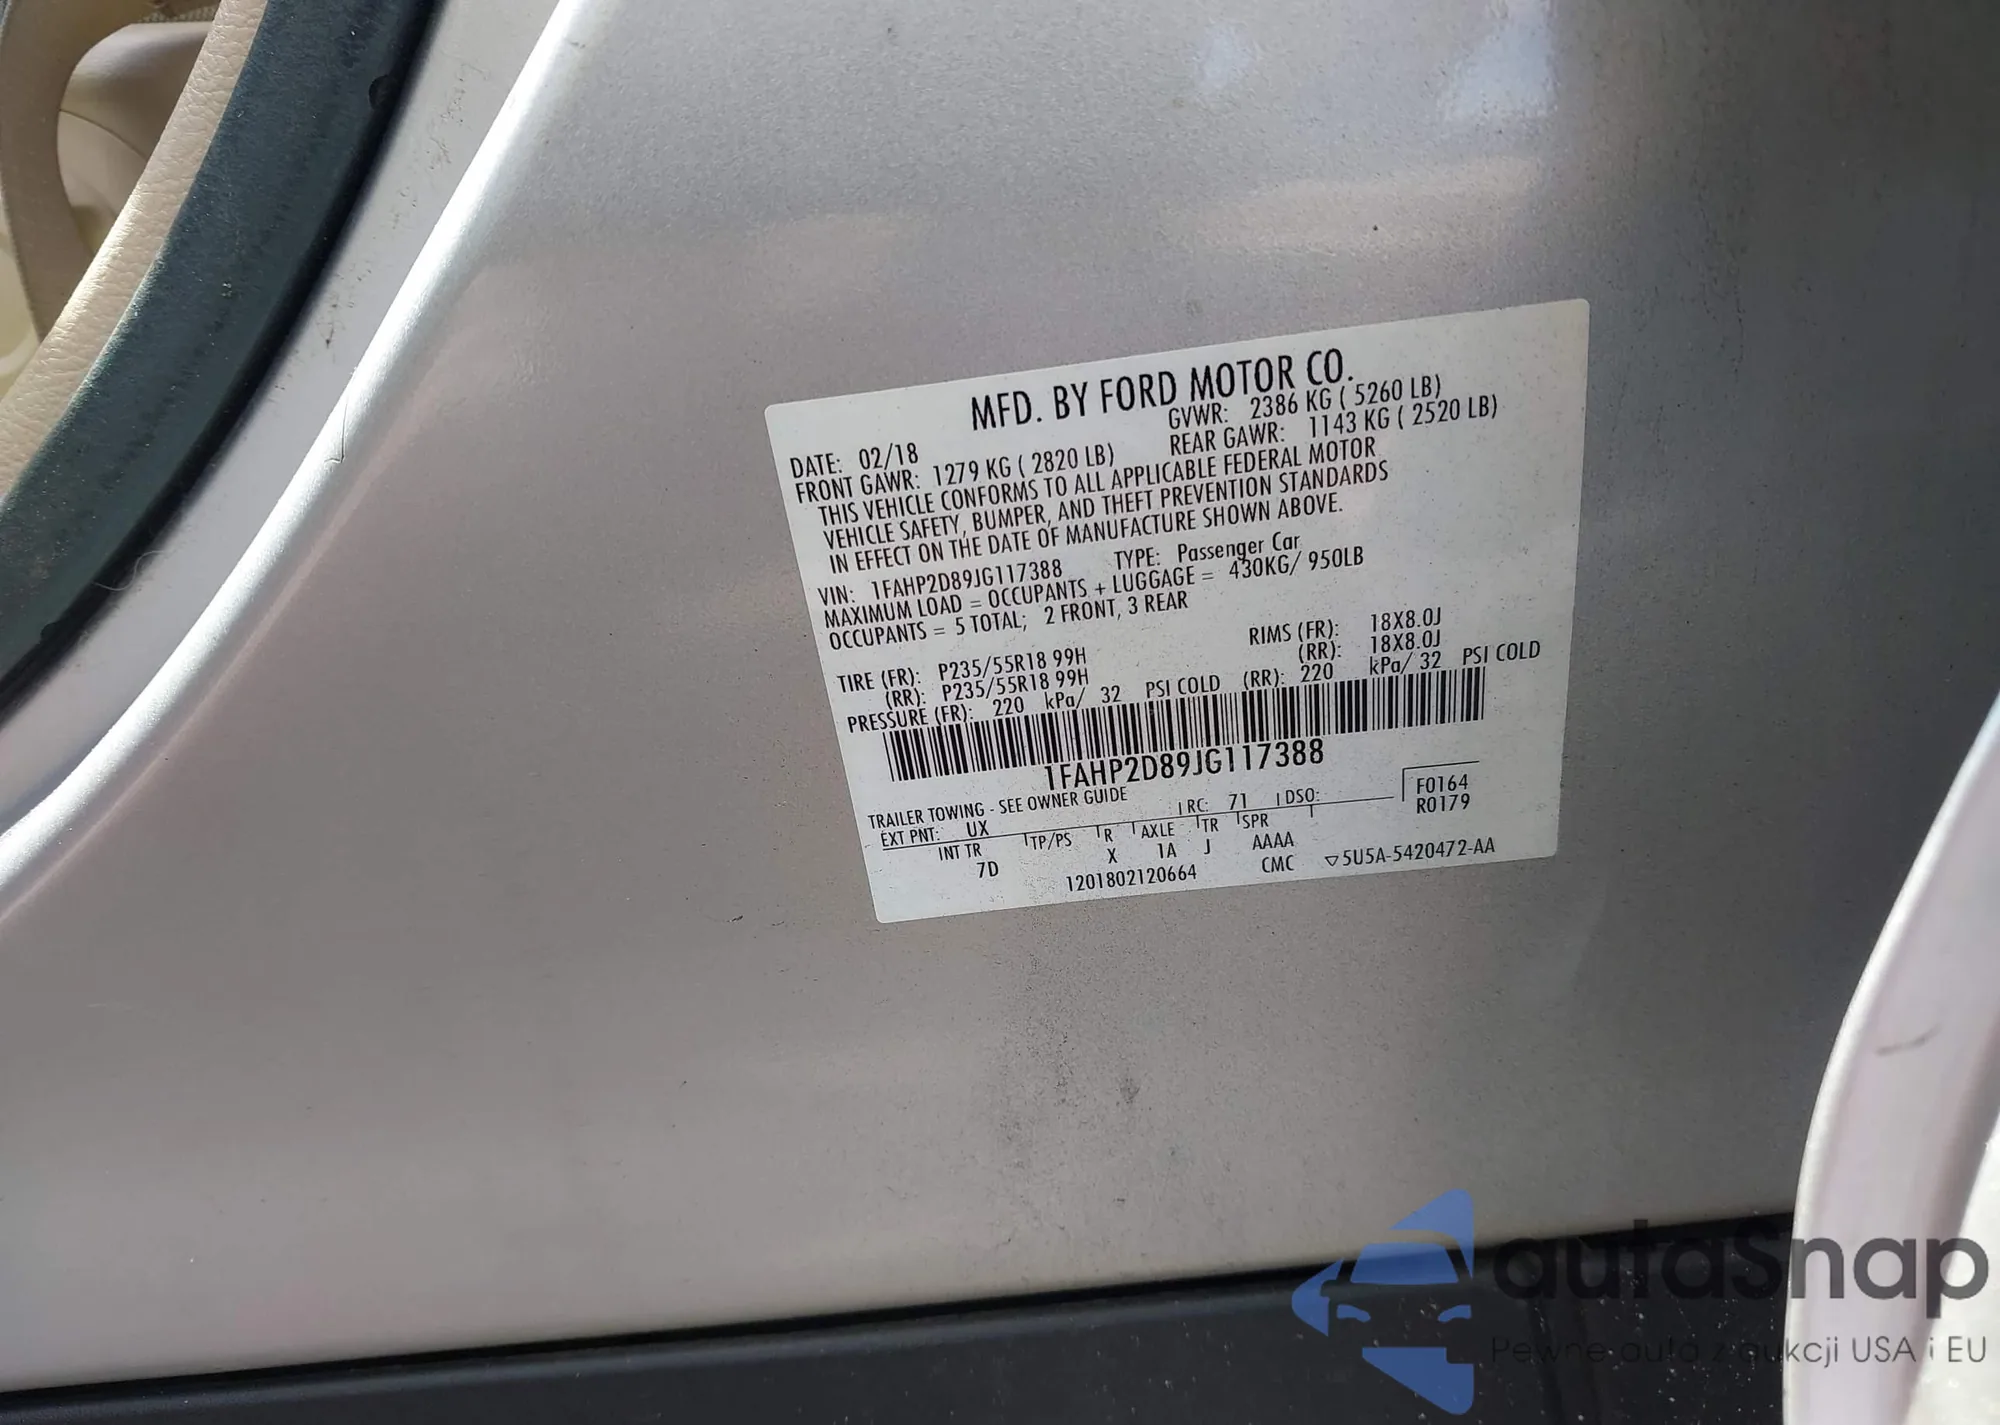 MFD. BY FORD MOTOR CO.
DATE: 02/18 GVWR: 2386 KG ( 5260 LB)
FRONT GAWR: 1279 KG ( 2820 LB) REAR GAWR: 1143 KG ( 2520 LB)
THIS VEHICLE CONFORMS TO ALL APPLICABLE FEDERAL MOTOR
VEHICLE SAFETY, BUMPER, AND THEFT PREVENTION STANDARDS
IN EFFECT ON THE DATE OF MANUFACTURE SHOWN ABOVE.
VIN: 1FAHP2D89JG117388 TYPE: Passenger Car
MAXIMUM LOAD = OCCUPANTS + LUGGAGE = 430KG/ 950LB
OCCUPANTS = 5 TOTAL; 2 FRONT, 3 REAR
TIRE (FR): P235/55R18 99H RIMS (FR): 18X8.0J
(RR): P235/55R18 99H (RR): 18X8.0J
PRESSURE (FR): 220 kPa/ 32 PSI COLD (RR): 220 kPa/ 32 PSI COLD
1FAHP2D89JG117388
TRAILER TOWING - SEE OWNER GUIDE
EXT PNT: UX RC: 71 DSO: F0164
R0179
INT TR TP/PS R AXLE TR SPR
7D X 1A J AAAA
1201802120664 CMC ▽5U5A-5420472-AA
autaSnap
Pewne auta z aukcji USA i EU